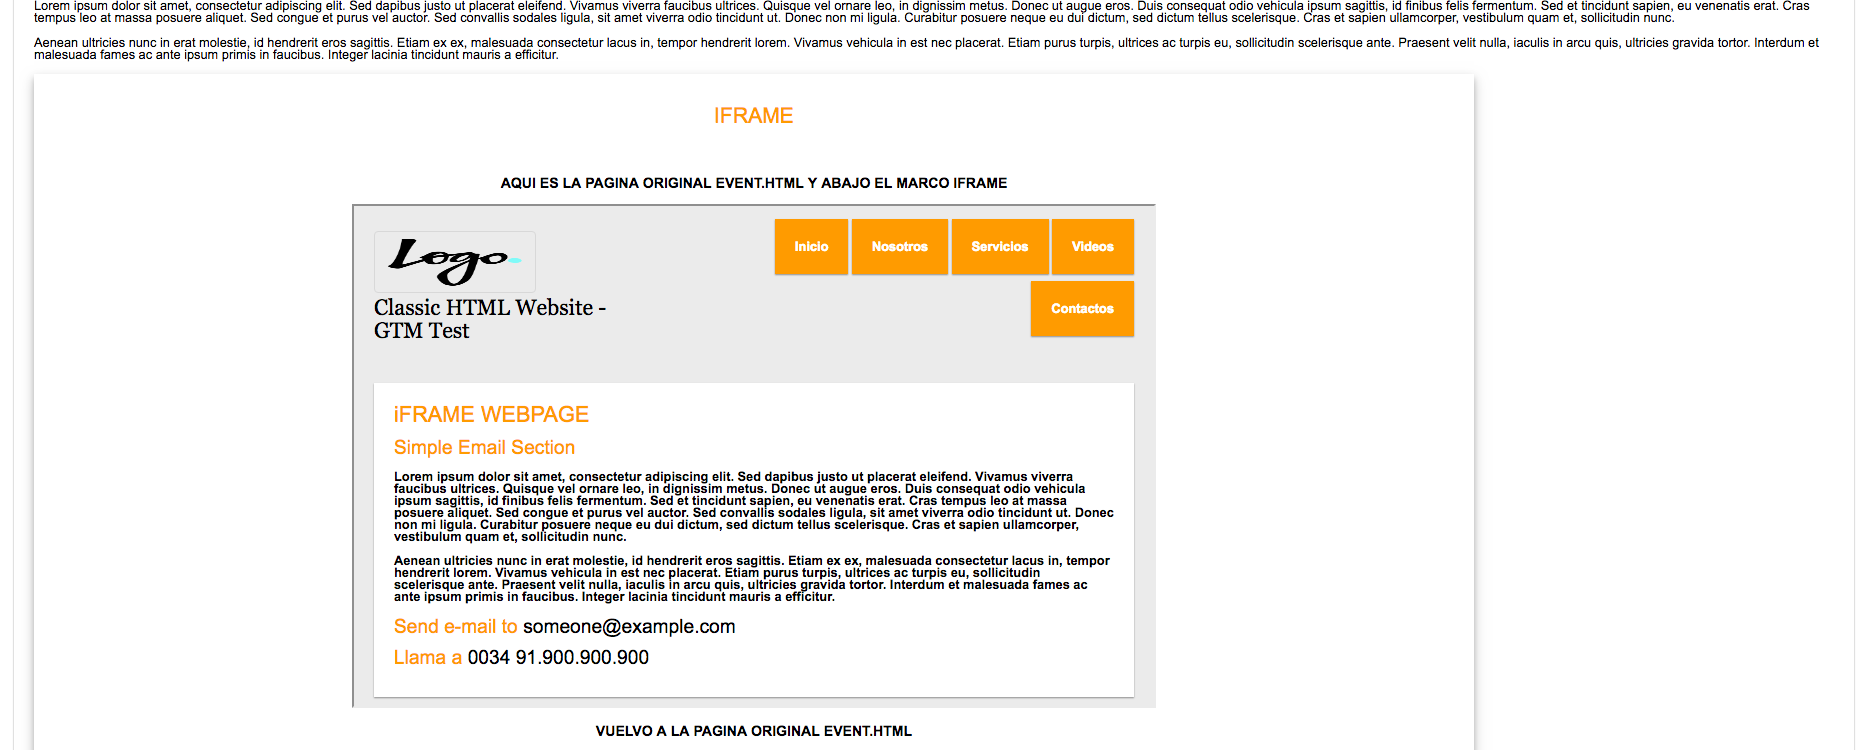 Lorem ipsum dolor sit amet, consectetur adipiscing elit. Sed dapibus justo ut placerat eleifend. Vivamus viverra faucibus ultrices. Quisque vel ornare leo, in dignissim metus. Donec ut augue eros. Duis consequat odio vehicula ipsum sagittis, id finibus felis fermentum. Sed et tincidunt sapien, eu venenatis erat. Cras
tempus leo at massa posuere aliquet. Sed congue et purus vel auctor. Sed convallis sodales ligula, sit amet viverra odio tincidunt ut. Donec non mi ligula. Curabitur posuere neque eu dui dictum, sed dictum tellus scelerisque. Cras et sapien ullamcorper, vestibulum quam et, sollicitudin nunc.
Aenean ultricies nunc in erat molestie, id hendrerit eros sagittis. Etiam ex ex, malesuada consectetur lacus in, tempor hendrerit lorem. Vivamus vehicula in est nec placerat. Etiam purus turpis, ultrices ac turpis eu, sollicitudin scelerisque ante. Praesent velit nulla, iaculis in arcu quis, ultricies gravida tortor. Interdum et
malesuada fames ac ante ipsum primis in faucibus. Integer lacinia tincidunt mauris a efficitur.
IFRAME
AQUI ES LA PAGINA ORIGINAL EVENT.HTML Y ABAJO EL MARCO IFRAME
Logo
Inicio Nosotros Servicios Videos
Contactos
Classic HTML Website -
GTM Test
iFRAME WEBPAGE
Simple Email Section
Lorem ipsum dolor sit amet, consectetur adipiscing elit. Sed dapibus justo ut placerat eleifend. Vivamus viverra
faucibus ultrices. Quisque vel ornare leo, in dignissim metus. Donec ut augue eros. Duis consequat odio vehicula
ipsum sagittis, id finibus felis fermentum. Sed et tincidunt sapien, eu venenatis erat. Cras tempus leo at massa
posuere aliquet. Sed congue et purus vel auctor. Sed convallis sodales ligula, sit amet viverra odio tincidunt ut. Donec
non mi ligula. Curabitur posuere neque eu dui dictum, sed dictum tellus scelerisque. Cras et sapien ullamcorper,
vestibulum quam et, sollicitudin nunc.
Aenean ultricies nunc in erat molestie, id hendrerit eros sagittis. Etiam ex ex, malesuada consectetur lacus in, tempor
hendrerit lorem. Vivamus vehicula in est nec placerat. Etiam purus turpis, ultrices ac turpis eu, sollicitudin
scelerisque ante. Praesent velit nulla, iaculis in arcu quis, ultricies gravida tortor. Interdum et malesuada fames ac
ante ipsum primis in faucibus. Integer lacinia tincidunt mauris a efficitur.
Send e-mail to someone@example.com
Llama a 0034 91.900.900.900
VUELVO A LA PAGINA ORIGINAL EVENT.HTML